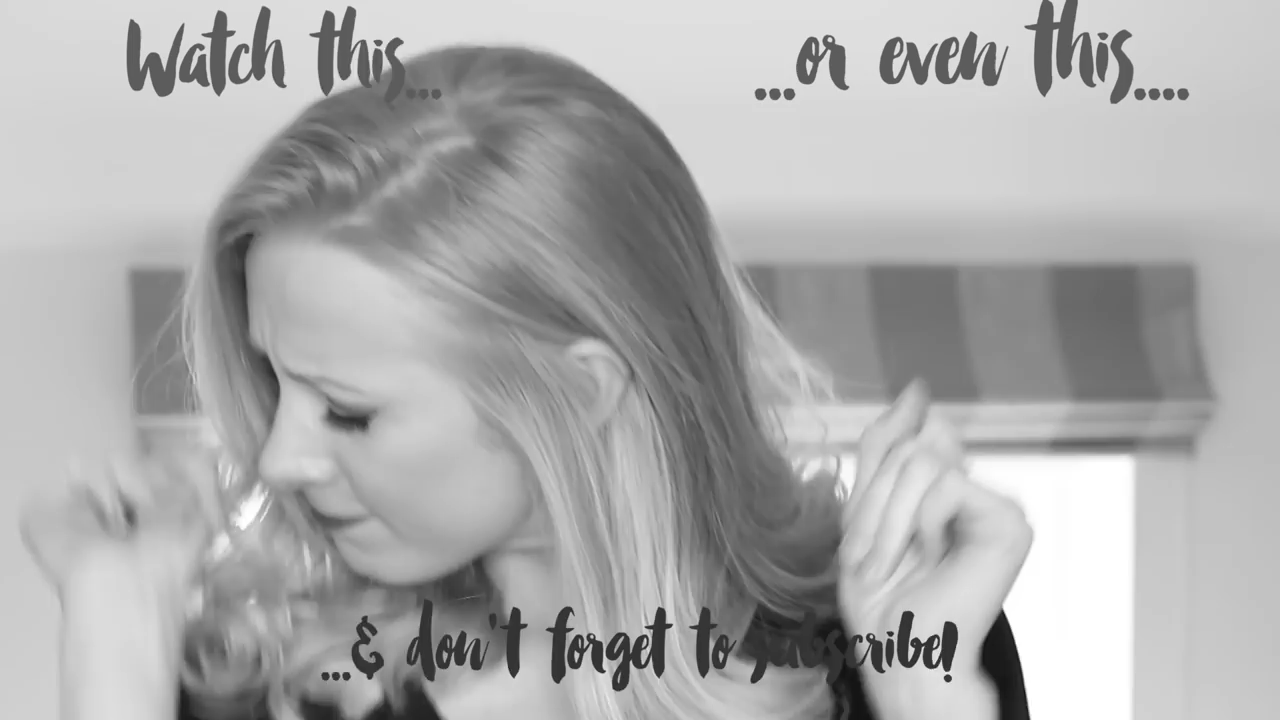 Watch this...
...or even this....
...& don't forget to subscribe!